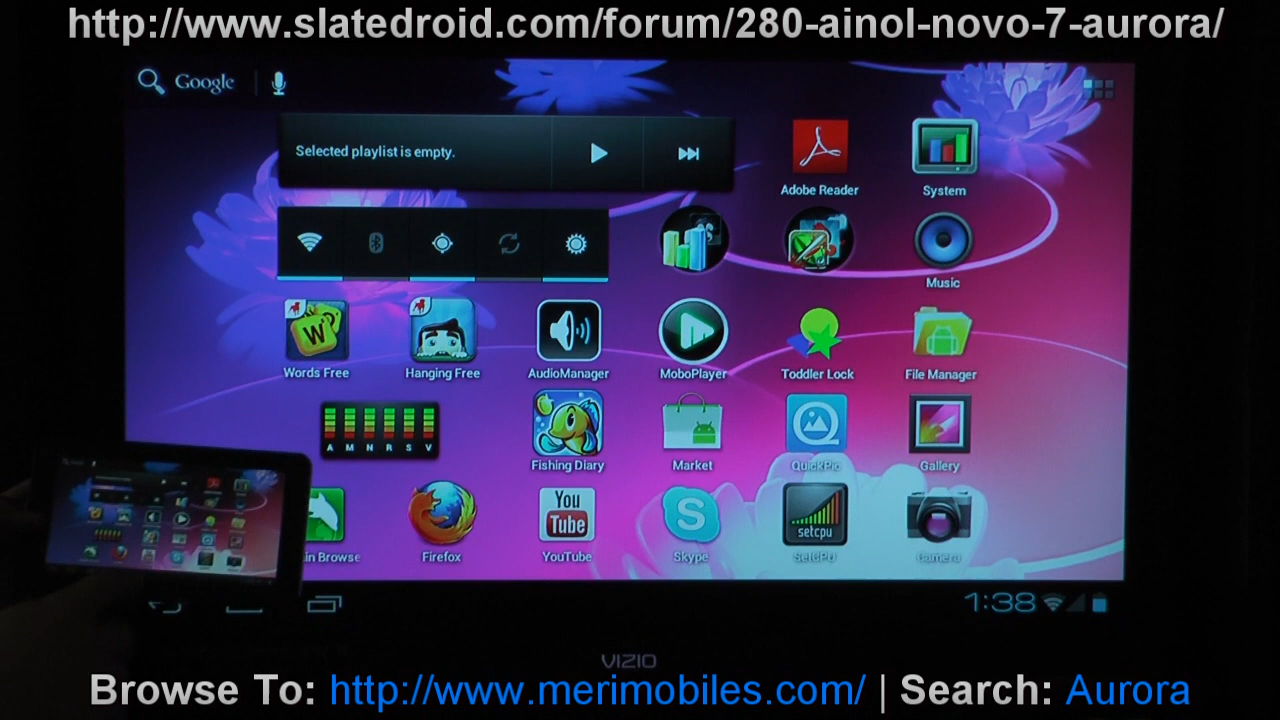 http://www.slatedroid.com/forum/280-ainol-novo-7-aurora/
Google
Selected playlist is empty.
Adobe Reader
System
Music
W
Words Free
Hanging Free
AudioManager
MoboPlayer
Toddler Lock
File Manager
A M N R S V
Fishing Diary
Market
QuickPic
Gallery
You
Tube
S
setcpu
in Browse
Firefox
YouTube
Skype
SetCPU
Camera
1:38
VIZIO
Browse To: http://www.merimobiles.com/ | Search: Aurora